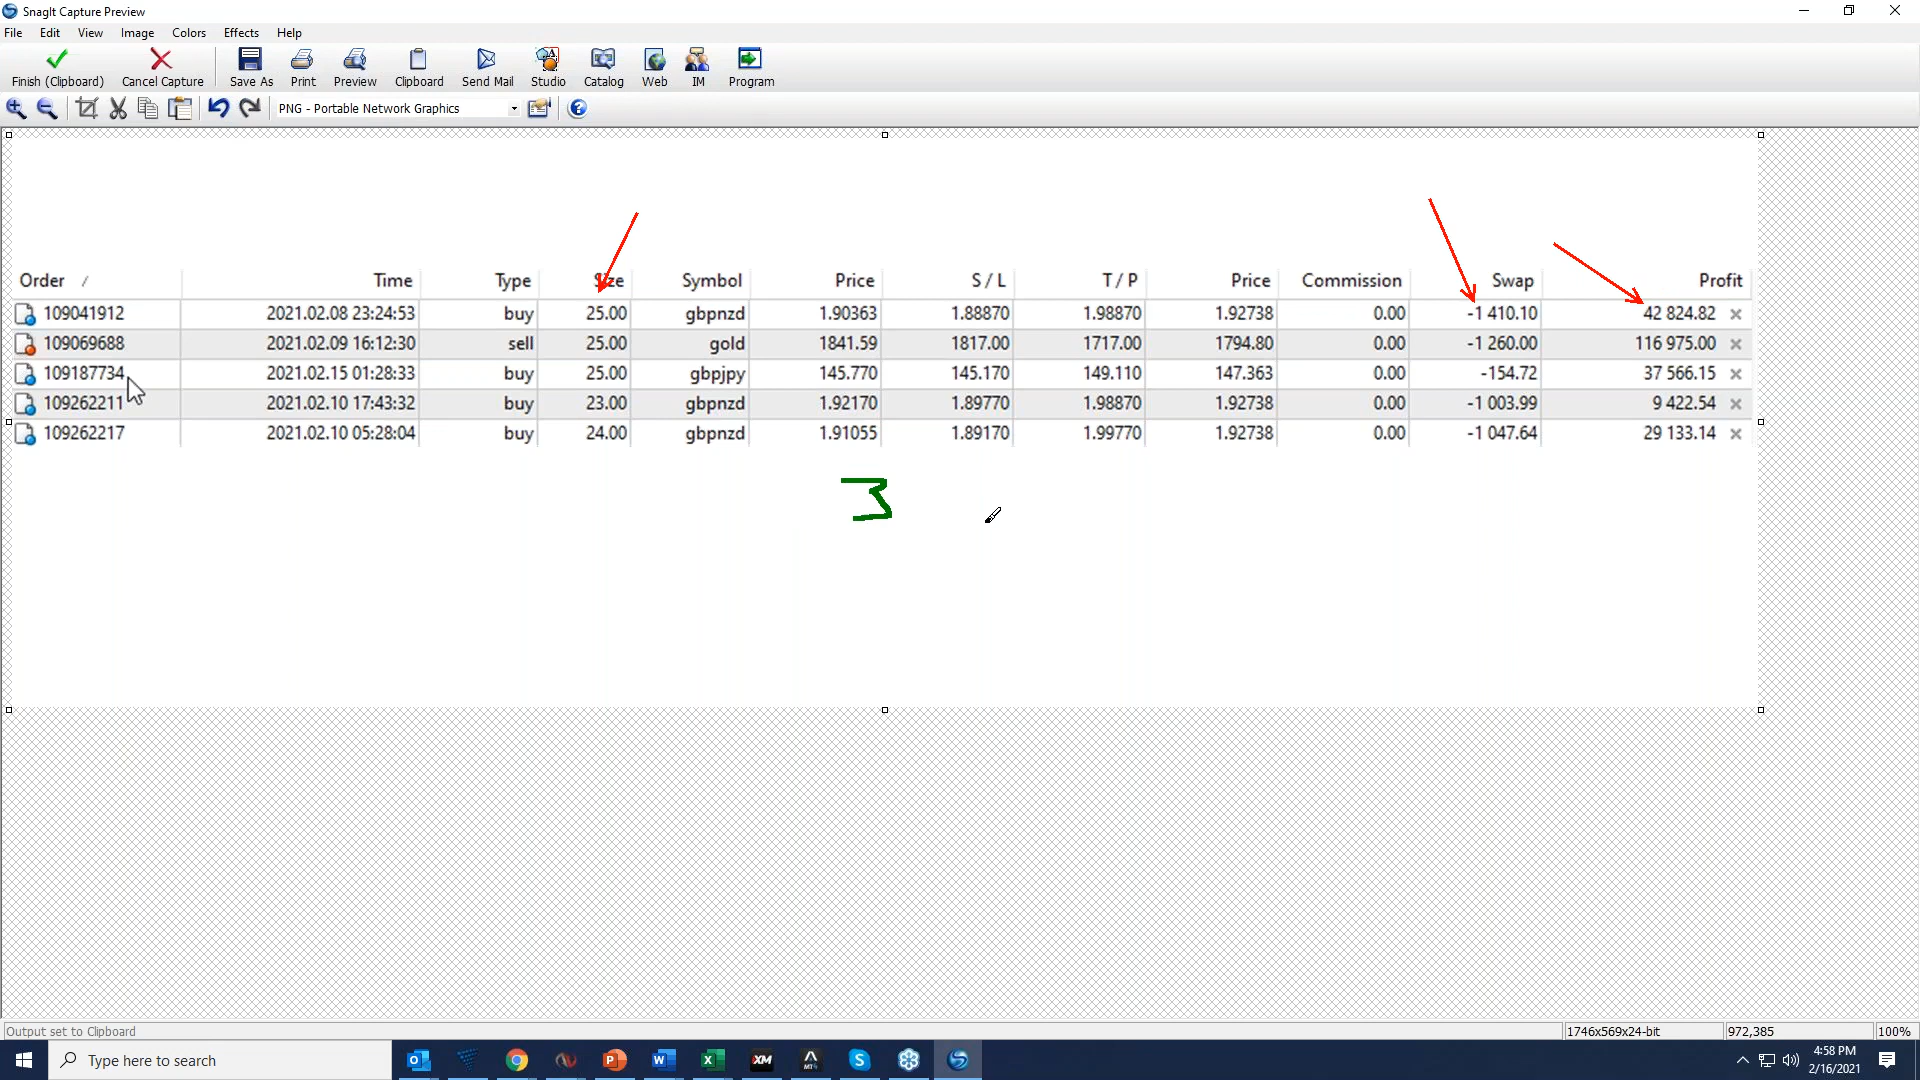 SnagIt Capture Preview
File Edit View Image Colors Effects Help
Finish (Clipboard) Cancel Capture Save As Print Preview Clipboard Send Mail Studio Catalog Web IM Program
PNG - Portable Network Graphics
Order / Time Type Size Symbol Price S / L T / P Price Commission Swap Profit
109041912 2021.02.08 23:24:53 buy 25.00 gbpnzd 1.90363 1.88870 1.98870 1.92738 0.00 -1 410.10 42 824.82
109069688 2021.02.09 16:12:30 sell 25.00 gold 1841.59 1817.00 1717.00 1794.80 0.00 -1 260.00 116 975.00
109187734 2021.02.15 01:28:33 buy 25.00 gbpjpy 145.770 145.170 149.110 147.363 0.00 -154.72 37 566.15
109262211 2021.02.10 17:43:32 buy 23.00 gbpnzd 1.92170 1.89770 1.98870 1.92738 0.00 -1 003.99 9 422.54
109262217 2021.02.10 05:28:04 buy 24.00 gbpnzd 1.91055 1.89170 1.99770 1.92738 0.00 -1 047.64 29 133.14
3
Output set to Clipboard 1746x569x24-bit 972,385 100%
Type here to search XM MT4 4:58 PM
2/16/2021